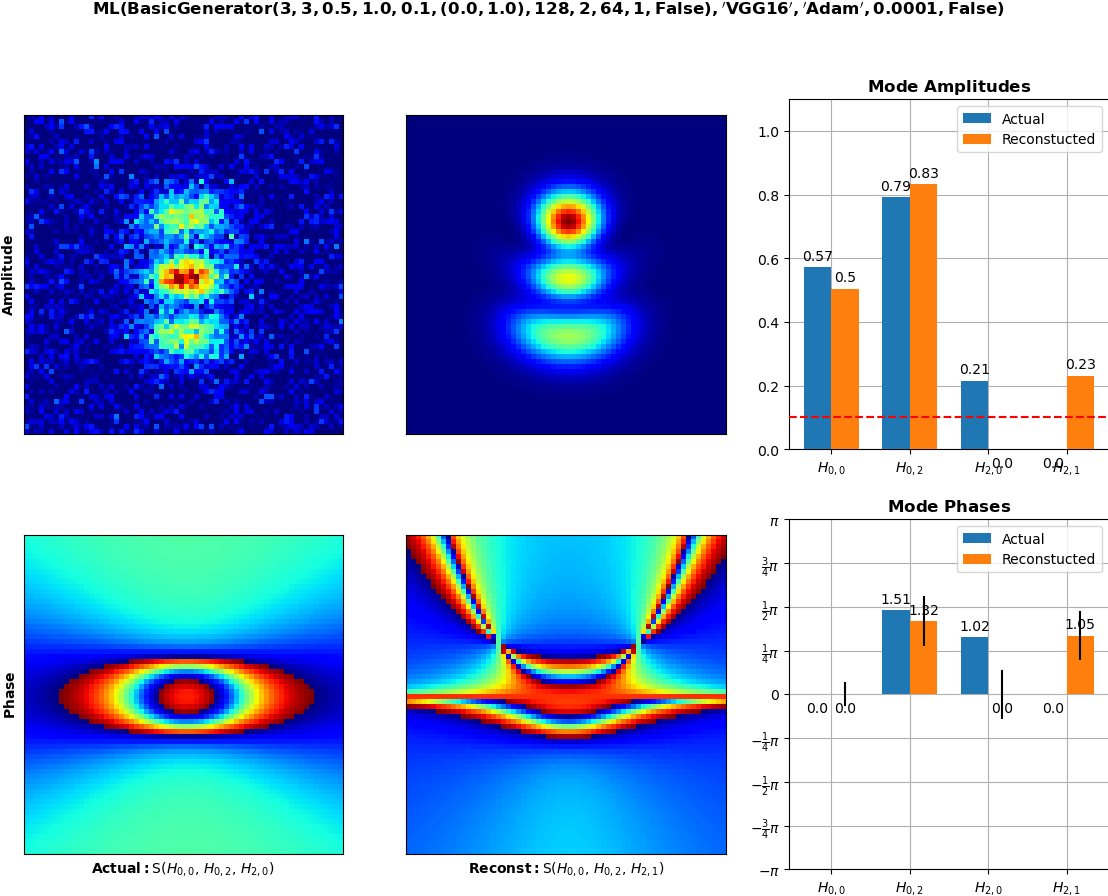 ML(BasicGenerator(3, 3, 0.5, 1.0, 0.1, (0.0, 1.0), 128, 2, 64, 1, False), ′VGG16′, ′Adam′, 0.0001, False)
Amplitude
Mode Amplitudes
Actual
Reconstucted
1.0
0.8
0.6
0.4
0.2
0.0
0.57
0.5
0.79
0.83
0.21
0.0
0.0
0.23
H0,0
H0,2
H2,0
H2,1
Phase
Actual: S(H0,0, H0,2, H2,0)
Reconst: S(H0,0, H0,2, H2,1)
Mode Phases
Actual
Reconstucted
π
3/4π
1/2π
1/4π
0
−1/4π
−1/2π
−3/4π
−π
0.0
0.0
1.51
1.32
1.02
0.0
0.0
1.05
H0,0
H0,2
H2,0
H2,1